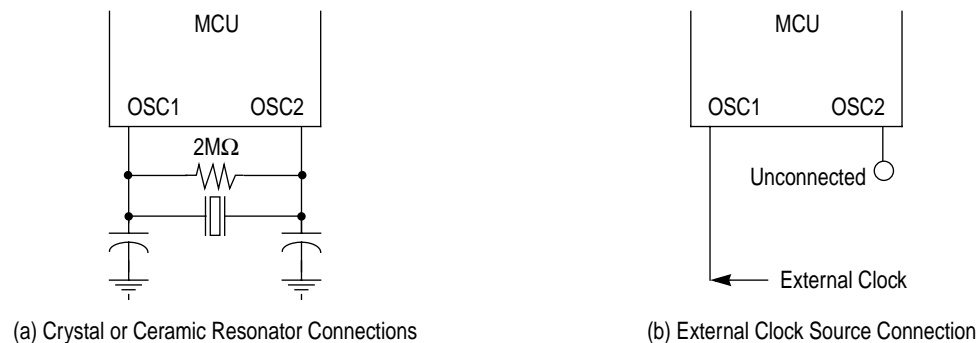 MCU
OSC1 OSC2
2MΩ
(a) Crystal or Ceramic Resonator Connections
MCU
OSC1 OSC2
Unconnected
External Clock
(b) External Clock Source Connection